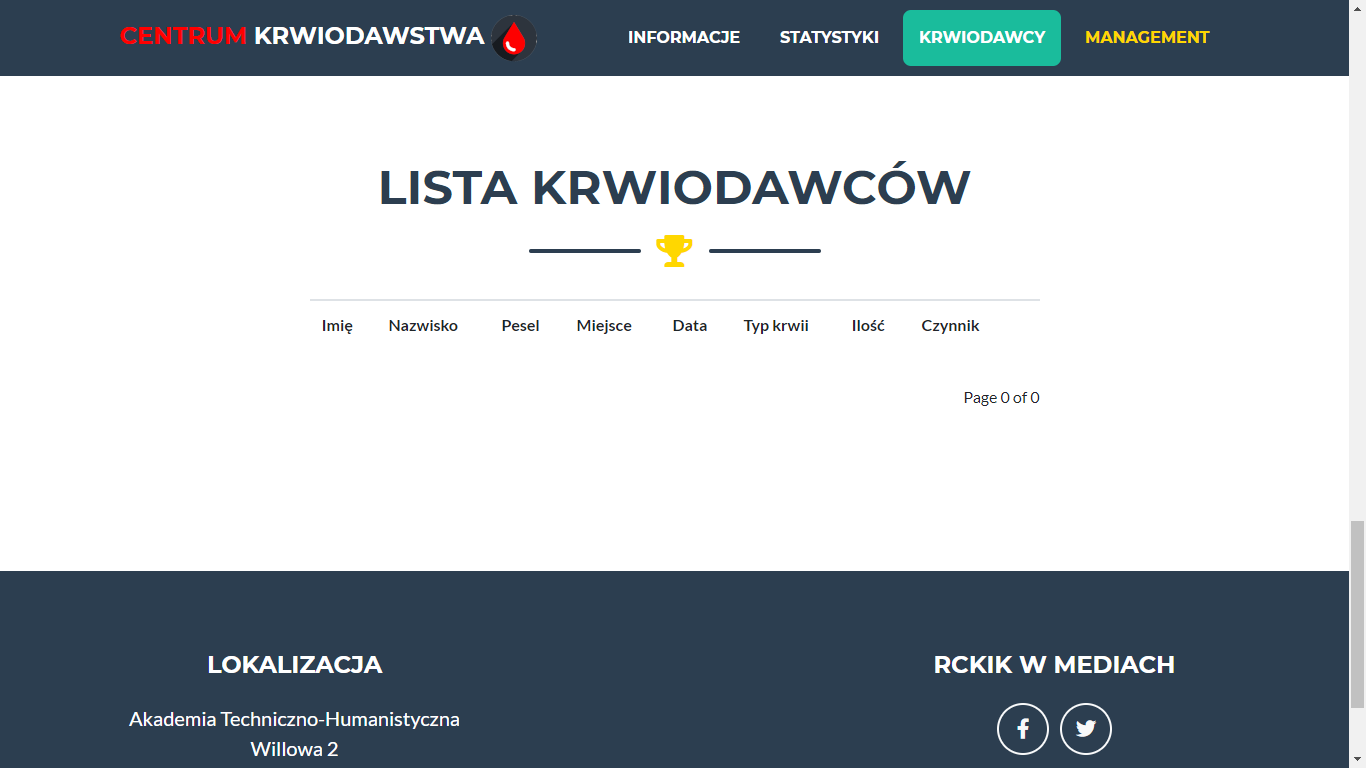 CENTRUM KRWIODAWSTWA
INFORMACJE STATYSTYKI KRWIODAWCY MANAGEMENT
LISTA KRWIODAWCÓW
Imię Nazwisko Pesel Miejsce Data Typ krwii Ilość Czynnik
Page 0 of 0
LOKALIZACJA
Akademia Techniczno-Humanistyczna
Willowa 2
RCKIK W MEDIACH